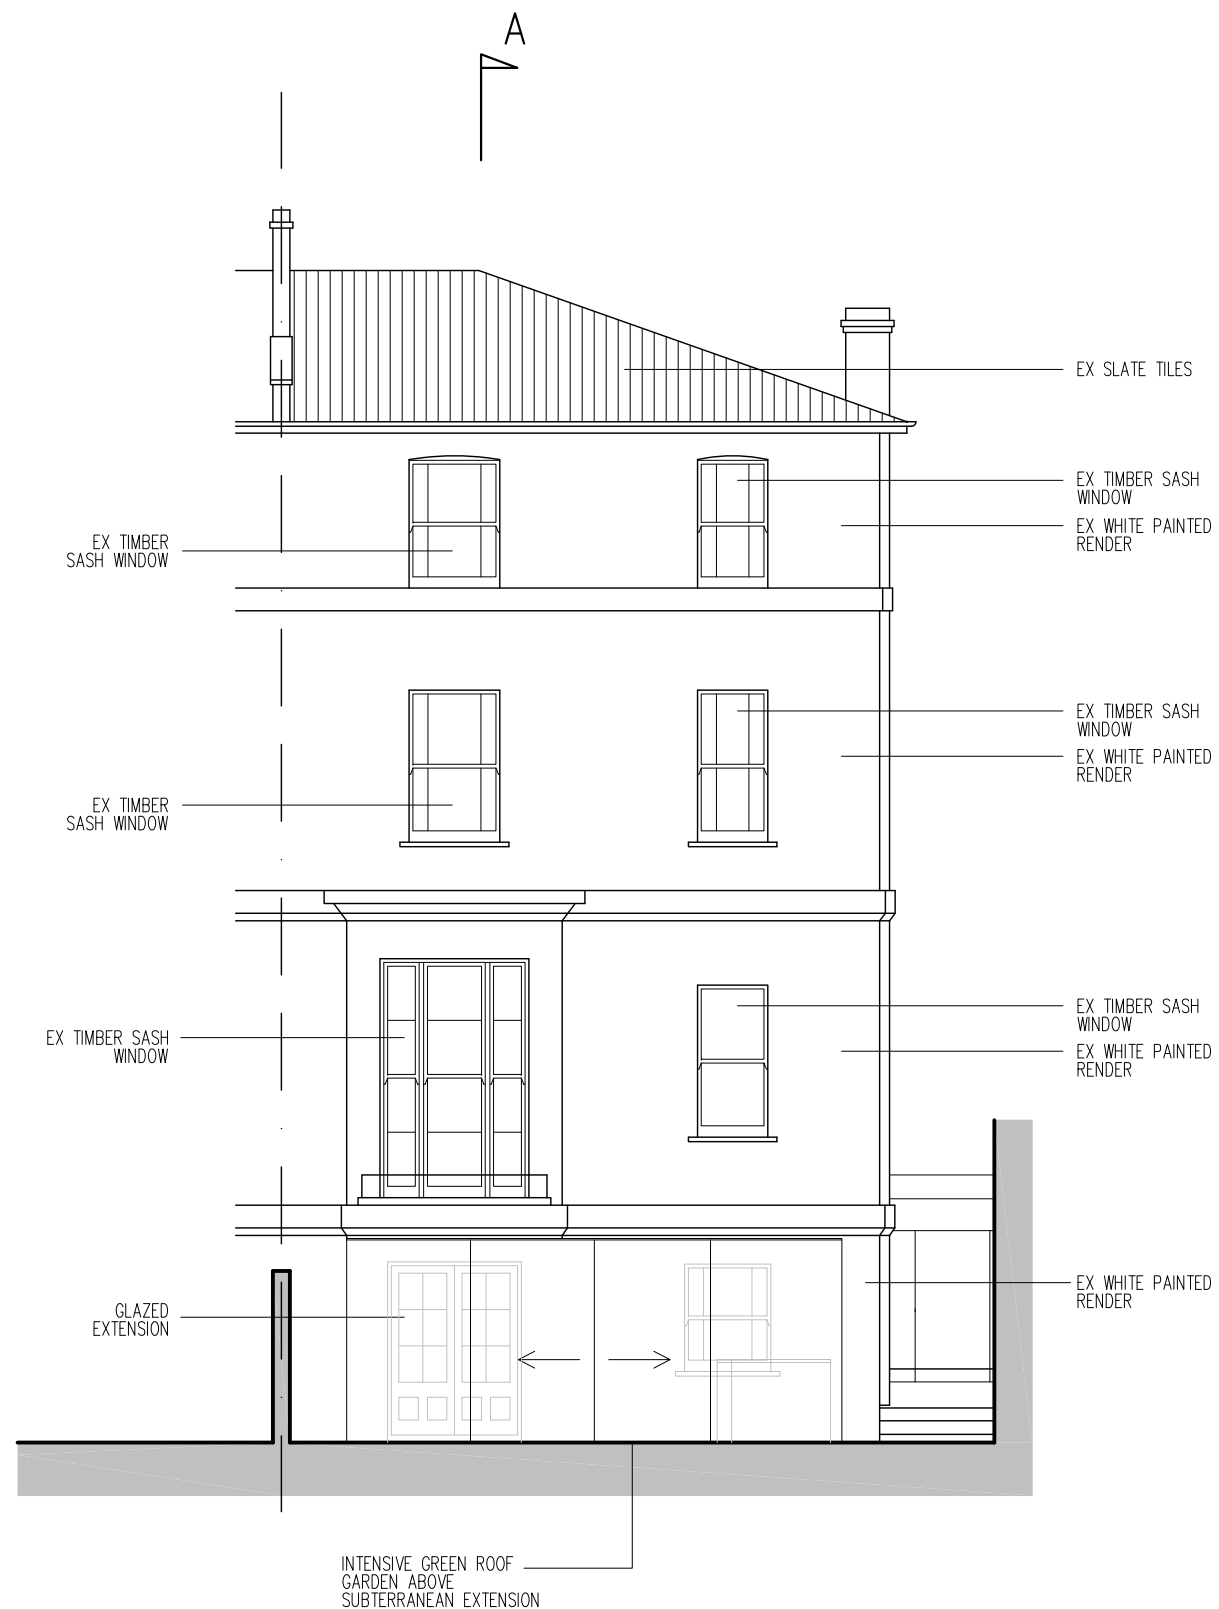 A
EX SLATE TILES
EX TIMBER SASH
WINDOW
EX WHITE PAINTED
RENDER
EX TIMBER
SASH WINDOW
EX TIMBER SASH
WINDOW
EX WHITE PAINTED
RENDER
EX TIMBER
SASH WINDOW
EX TIMBER SASH
WINDOW
EX TIMBER SASH
WINDOW
EX WHITE PAINTED
RENDER
EX WHITE PAINTED
RENDER
GLAZED
EXTENSION
INTENSIVE GREEN ROOF
GARDEN ABOVE
SUBTERRANEAN EXTENSION